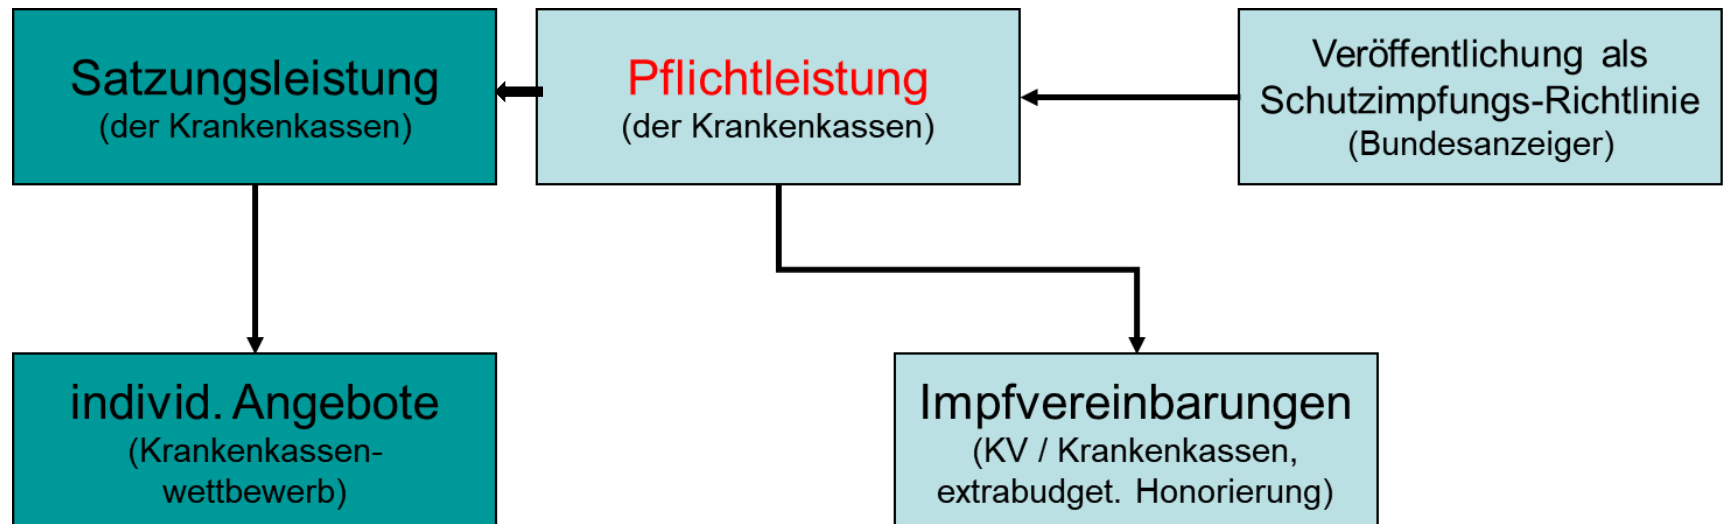 Satzungsleistung
(der Krankenkassen)
Pflichtleistung
(der Krankenkassen)
Veröffentlichung als
Schutzimpfungs-Richtlinie
(Bundesanzeiger)
individ. Angebote
(Krankenkassen-
wettbewerb)
Impfvereinbarungen
(KV / Krankenkassen,
extrabudget. Honorierung)